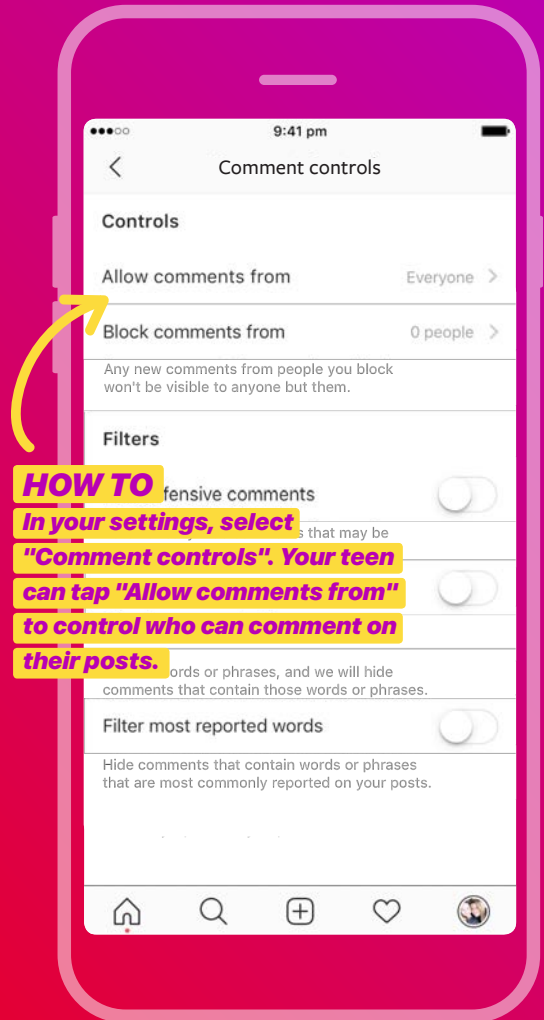 9:41 pm
Comment controls
Controls
Allow comments from Everyone
Block comments from 0 people
Any new comments from people you block
won't be visible to anyone but them.
Filters
HOW TO
fensive comments
In your settings, select
s that may be
"Comment controls". Your teen
can tap "Allow comments from"
to control who can comment on
their posts.
ords or phrases, and we will hide
comments that contain those words or phrases.
Filter most reported words
Hide comments that contain words or phrases
that are most commonly reported on your posts.